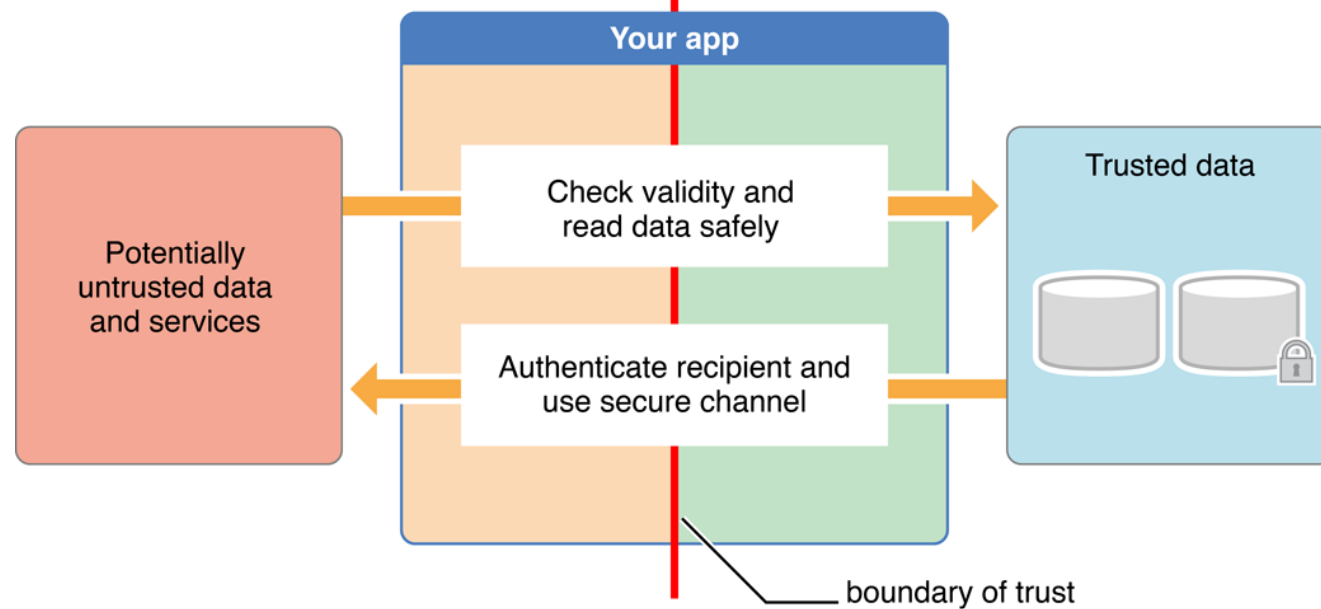 Your app
Potentially
untrusted data
and services
Check validity and
read data safely
Authenticate recipient and
use secure channel
Trusted data
boundary of trust